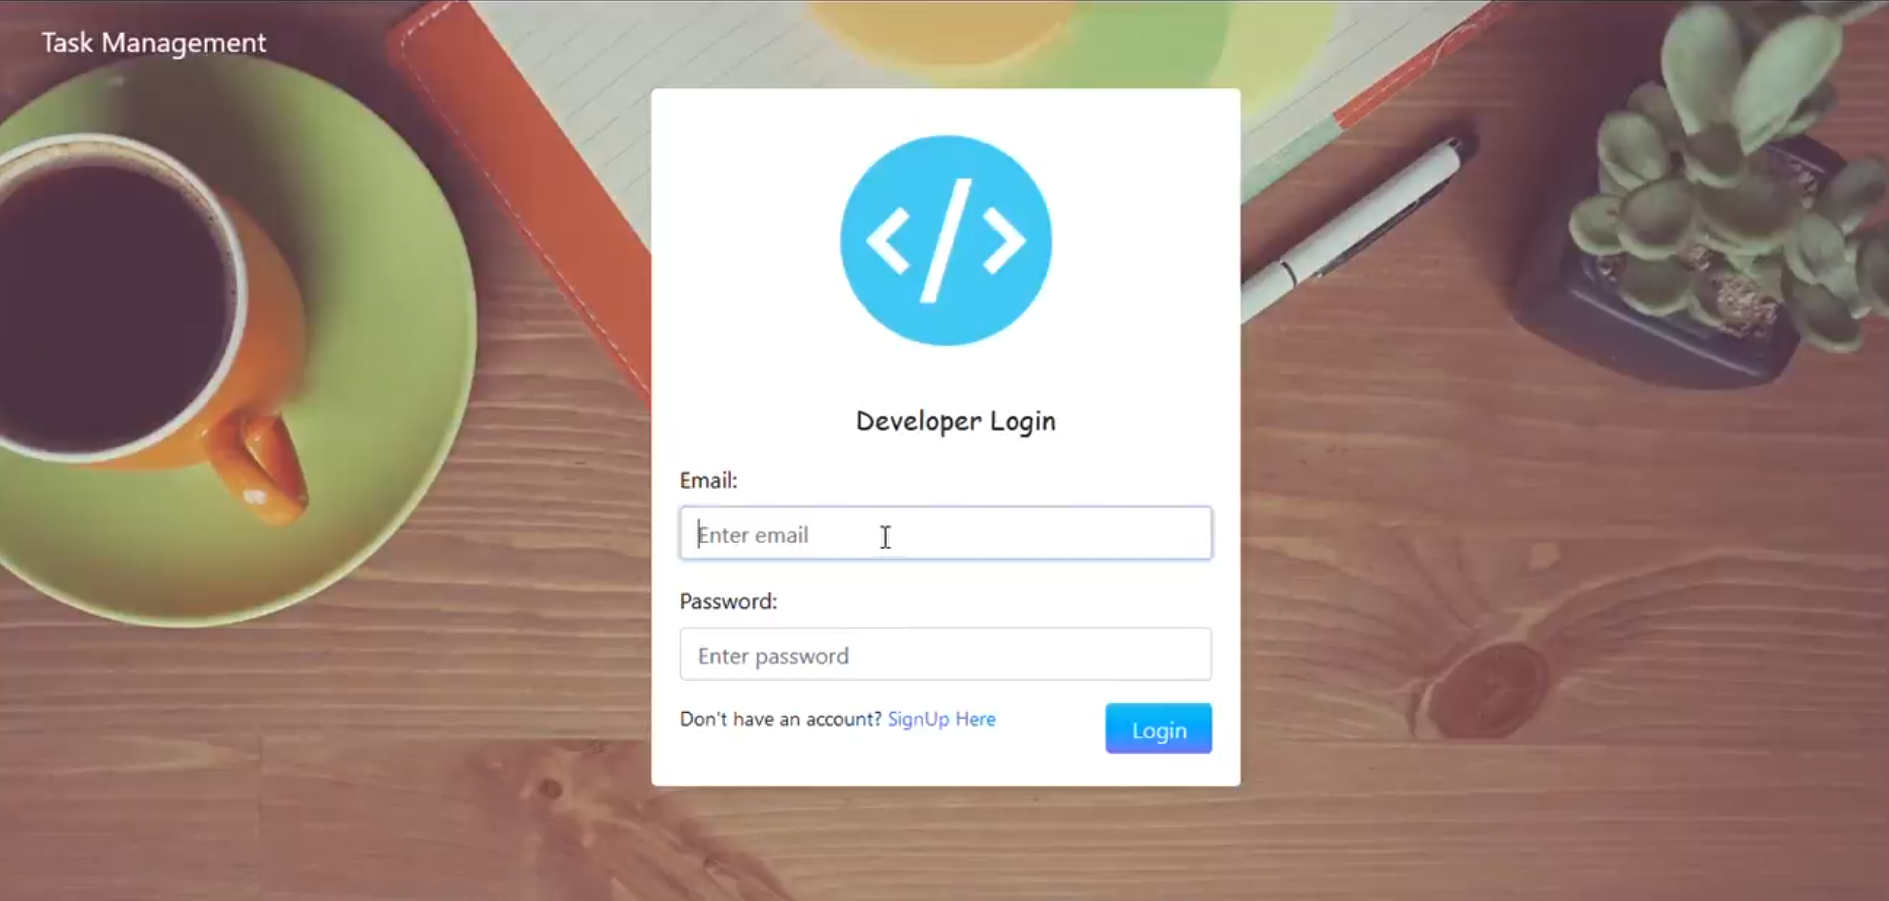 Task Management
</>
Developer Login
Email:
Enter email
Password:
Enter password
Don't have an account? SignUp Here
Login